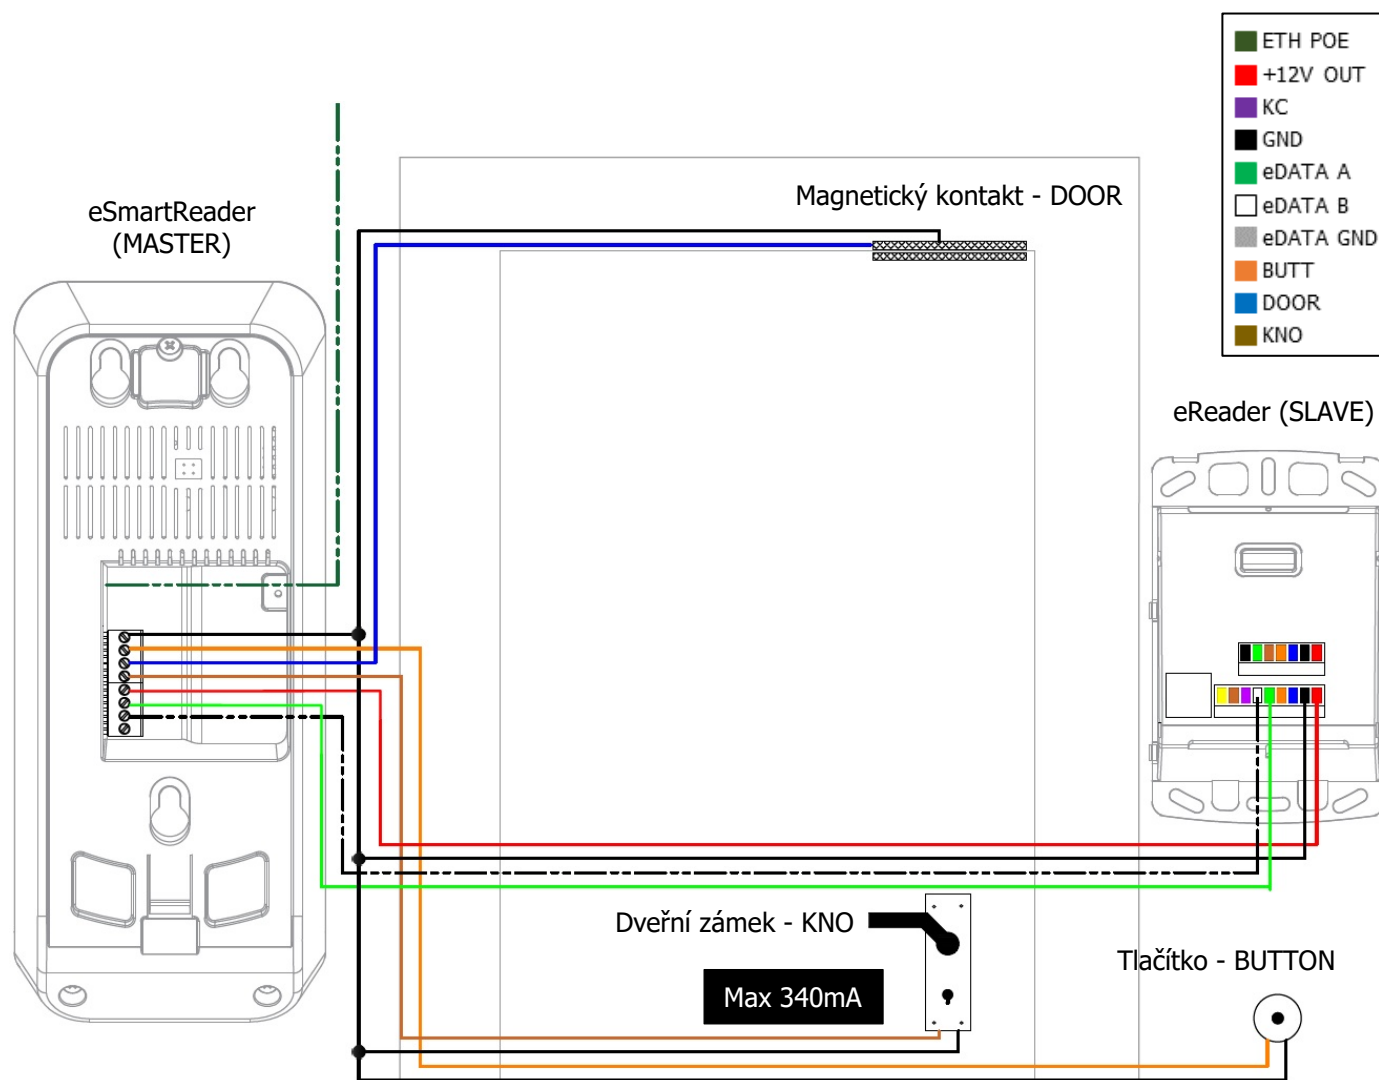 ETH POE
+12V OUT
KC
GND
eDATA A
eDATA B
eDATA GND
BUTT
DOOR
KNO
Magnetický kontakt - DOOR
eSmartReader
(MASTER)
eReader (SLAVE)
Dveřní zámek - KNO
Max 340mA
Tlačítko - BUTTON